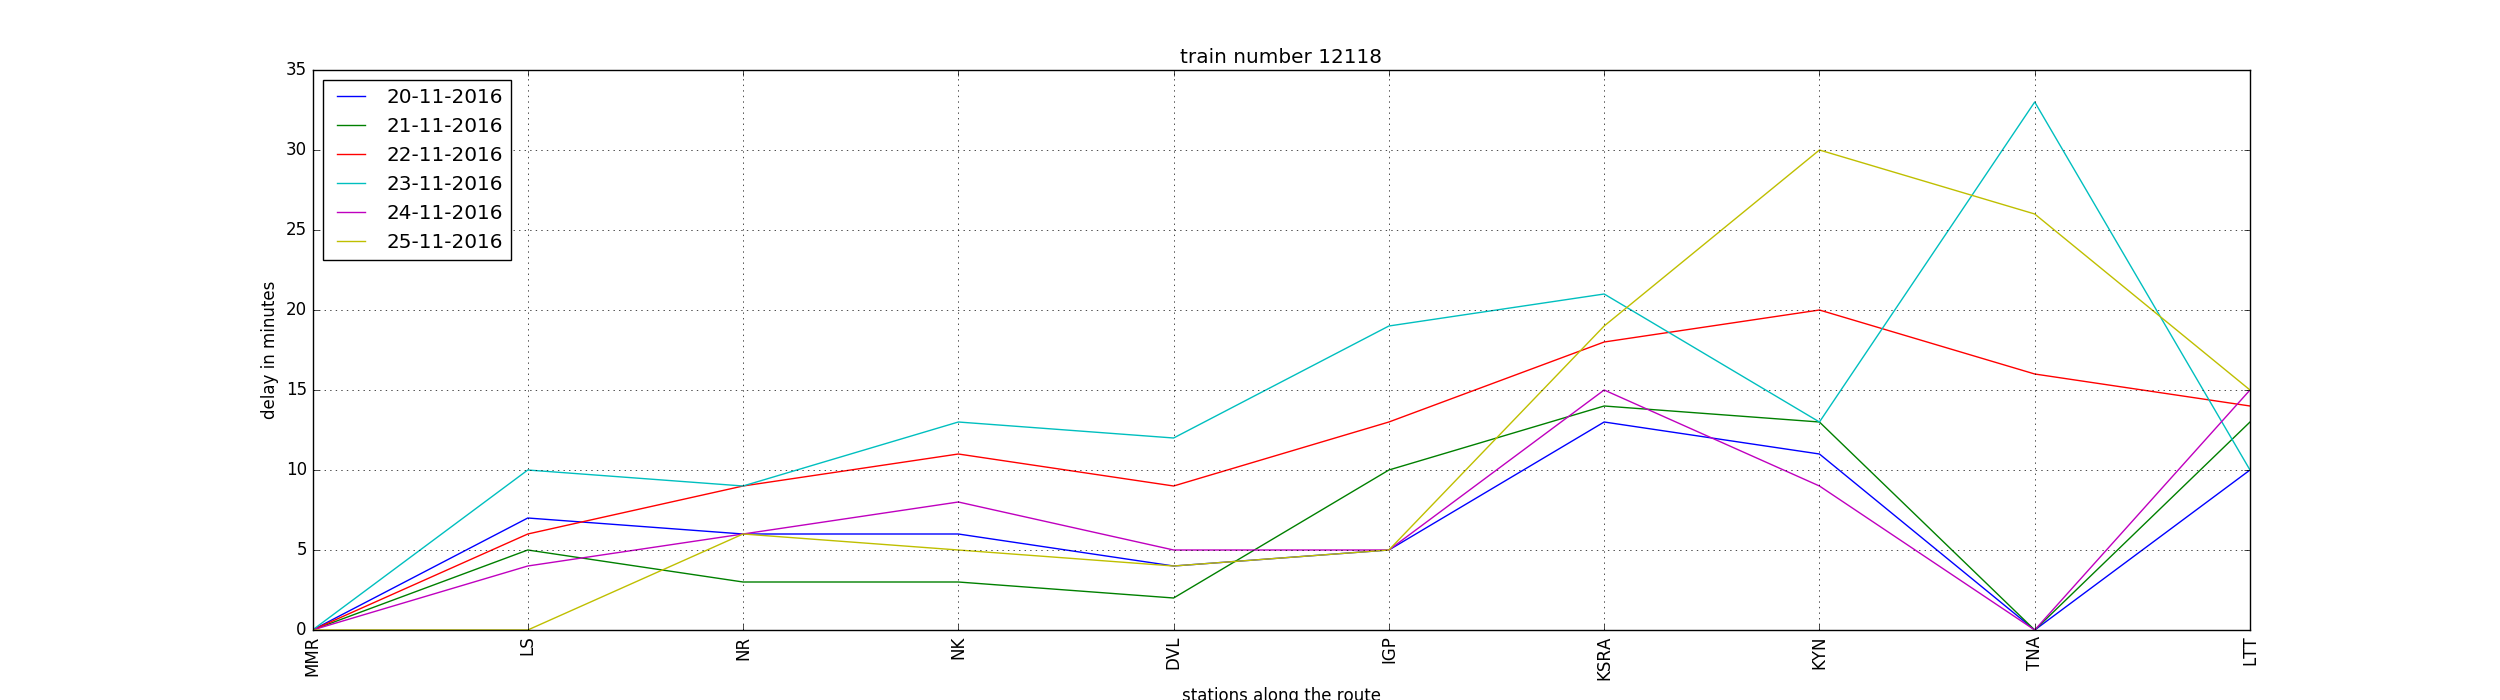 train number 12118
35
30
25
20
15
10
5
0
delay in minutes
20-11-2016
21-11-2016
22-11-2016
23-11-2016
24-11-2016
25-11-2016
MMR
LS
NR
NK
DVL
IGP
KSRA
KYN
TNA
LTT
stations along the route